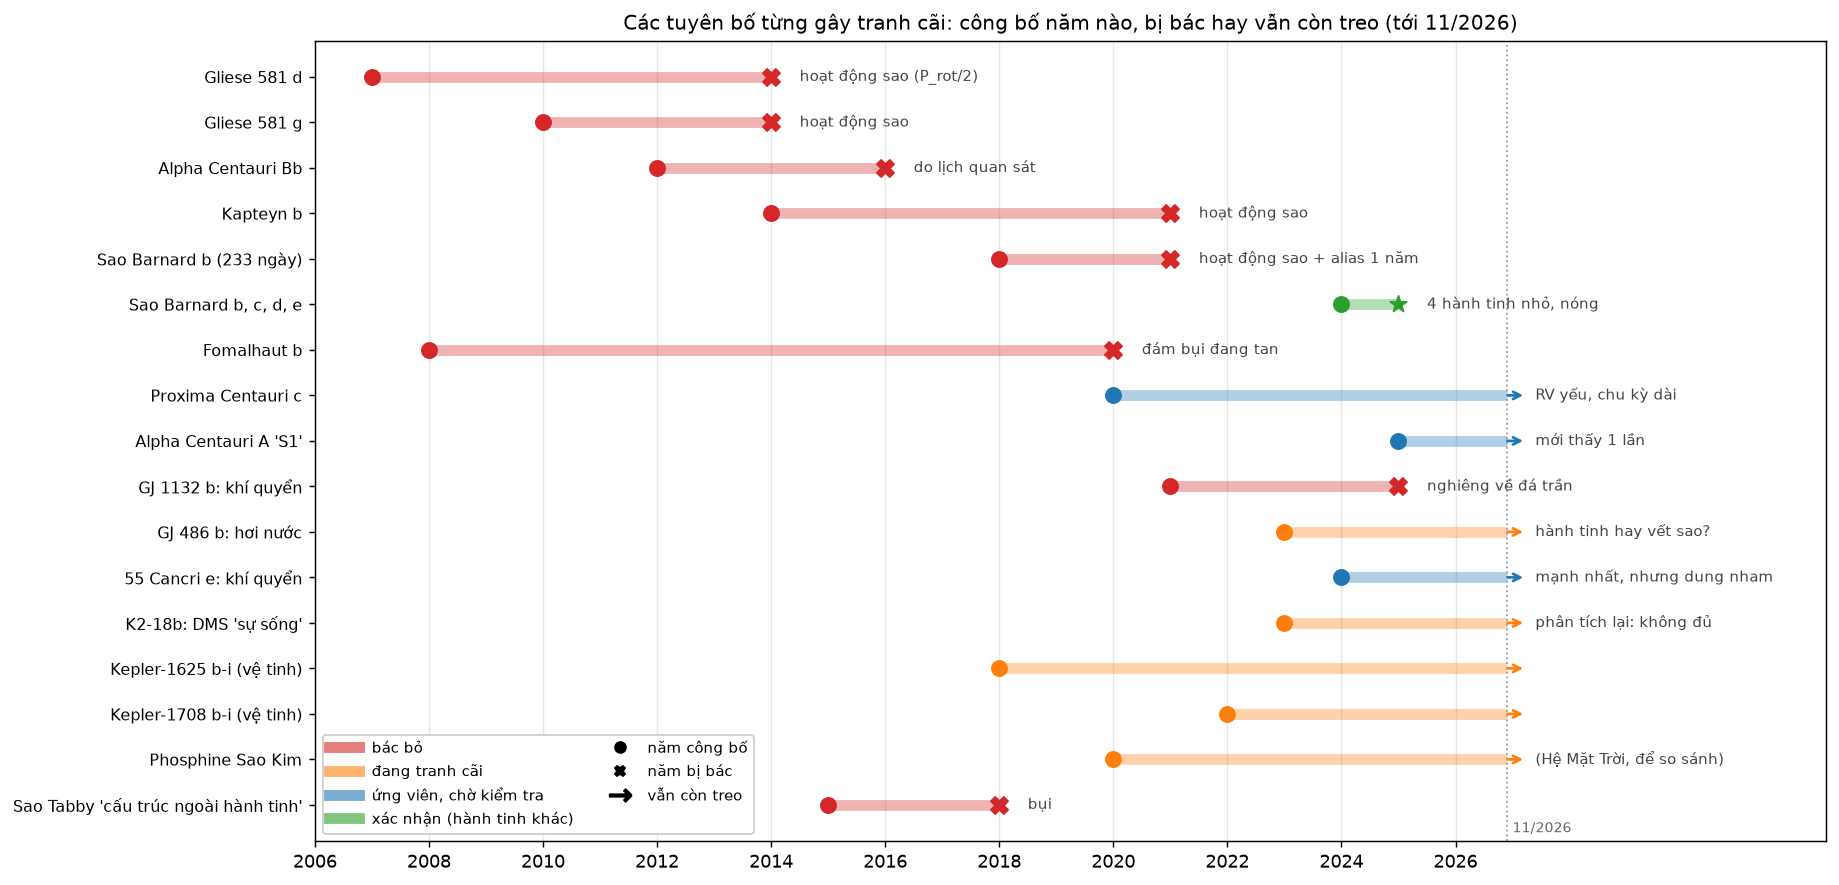 Các tuyên bố từng gây tranh cãi: công bố năm nào, bị bác hay vẫn còn treo (tới 11/2026)
Gliese 581 d hoạt động sao (P_rot/2)
Gliese 581 g hoạt động sao
Alpha Centauri Bb do lịch quan sát
Kapteyn b hoạt động sao
Sao Barnard b (233 ngày) hoạt động sao + alias 1 năm
Sao Barnard b, c, d, e 4 hành tinh nhỏ, nóng
Fomalhaut b đám bụi đang tan
Proxima Centauri c RV yếu, chu kỳ dài
Alpha Centauri A 'S1' mới thấy 1 lần
GJ 1132 b: khí quyển nghiêng về đá trần
GJ 486 b: hơi nước hành tinh hay vết sao?
55 Cancri e: khí quyển mạnh nhất, nhưng dung nham
K2-18b: DMS 'sự sống' phân tích lại: không đủ
Kepler-1625 b-i (vệ tinh)
Kepler-1708 b-i (vệ tinh)
Phosphine Sao Kim (Hệ Mặt Trời, để so sánh)
Sao Tabby 'cấu trúc ngoài hành tinh' bụi
bác bỏ năm công bố
đang tranh cãi năm bị bác
ứng viên, chờ kiểm tra vẫn còn treo
xác nhận (hành tinh khác)
11/2026
2006 2008 2010 2012 2014 2016 2018 2020 2022 2024 2026